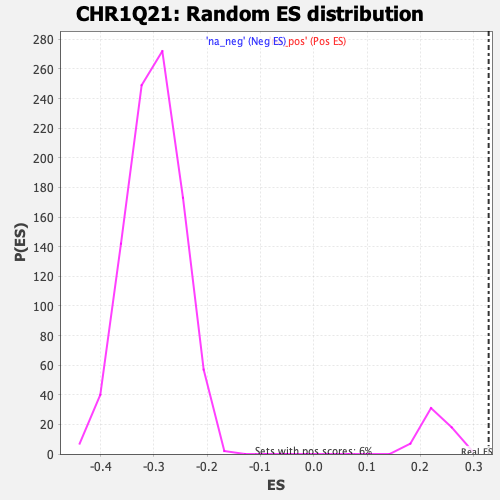 CHR1Q21: Random ES distribution
'na_neg' (Neg ES) pos' (Pos ES)
280
260
240
220
200
180
160
140
120
100
80
60
40
20
0
P(ES)
Sets with pos scores: 6%
Real ES
-0.4 -0.3 -0.2 -0.1 0.0 0.1 0.2 0.3
ES